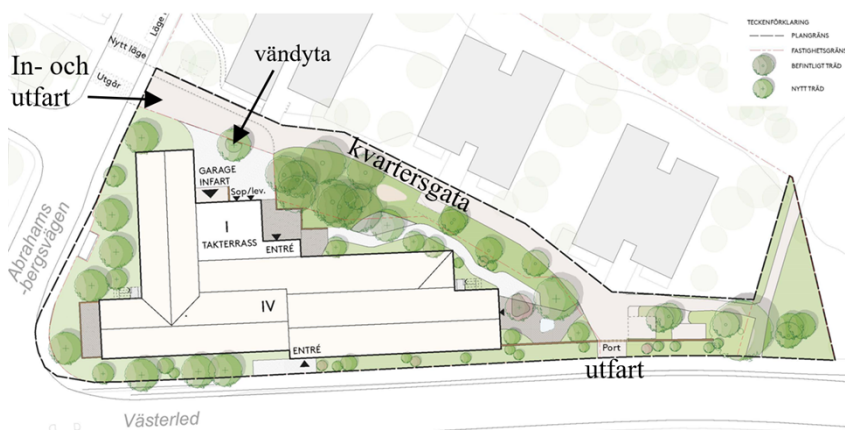 TECKENFÖRKLARING
PLANGRÄNS
FASTIGHETSGRÄNS
BEFINTLIGT TRÄD
NYTT TRÄD
Läge
Nytt läge
Utgår
In- och
utfart
vändyta
kvartersgata
GARAGE
INFART
Sop/lev.
I
TAKTERRASS
ENTRÉ
Abrahams
-bergsvägen
IV
ENTRÉ
Port
utfart
Västerled